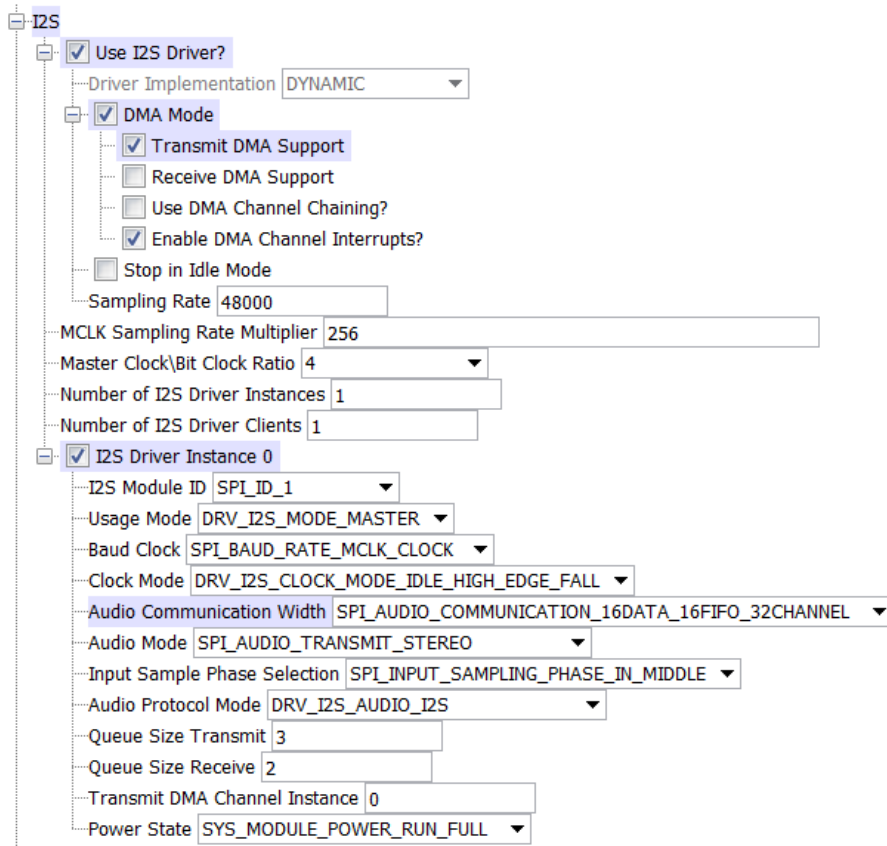 I2S
Use I2S Driver?
Driver Implementation DYNAMIC
DMA Mode
Transmit DMA Support
Receive DMA Support
Use DMA Channel Chaining?
Enable DMA Channel Interrupts?
Stop in Idle Mode
Sampling Rate 48000
MCLK Sampling Rate Multiplier 256
Master Clock\Bit Clock Ratio 4
Number of I2S Driver Instances 1
Number of I2S Driver Clients 1
I2S Driver Instance 0
I2S Module ID SPI_ID_1
Usage Mode DRV_I2S_MODE_MASTER
Baud Clock SPI_BAUD_RATE_MCLK_CLOCK
Clock Mode DRV_I2S_CLOCK_MODE_IDLE_HIGH_EDGE_FALL
Audio Communication Width SPI_AUDIO_COMMUNICATION_16DATA_16FIFO_32CHANNEL
Audio Mode SPI_AUDIO_TRANSMIT_STEREO
Input Sample Phase Selection SPI_INPUT_SAMPLING_PHASE_IN_MIDDLE
Audio Protocol Mode DRV_I2S_AUDIO_I2S
Queue Size Transmit 3
Queue Size Receive 2
Transmit DMA Channel Instance 0
Power State SYS_MODULE_POWER_RUN_FULL